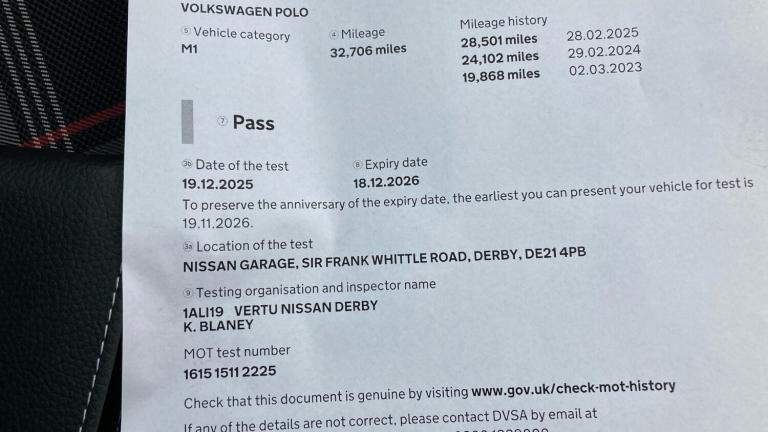 VOLKSWAGEN POLO
5 Vehicle category
M1
4 Mileage
32,706 miles
Mileage history
28,501 miles 28.02.2025
24,102 miles 29.02.2024
19,868 miles 02.03.2023
7 Pass
3b Date of the test
19.12.2025
8 Expiry date
18.12.2026
To preserve the anniversary of the expiry date, the earliest you can present your vehicle for test is
19.11.2026.
3a Location of the test
NISSAN GARAGE, SIR FRANK WHITTLE ROAD, DERBY, DE21 4PB
9 Testing organisation and inspector name
1ALI19 VERTU NISSAN DERBY
K. BLANEY
MOT test number
1615 1511 2225
Check that this document is genuine by visiting www.gov.uk/check-mot-history
If any of the details are not correct, please contact DVSA by email at